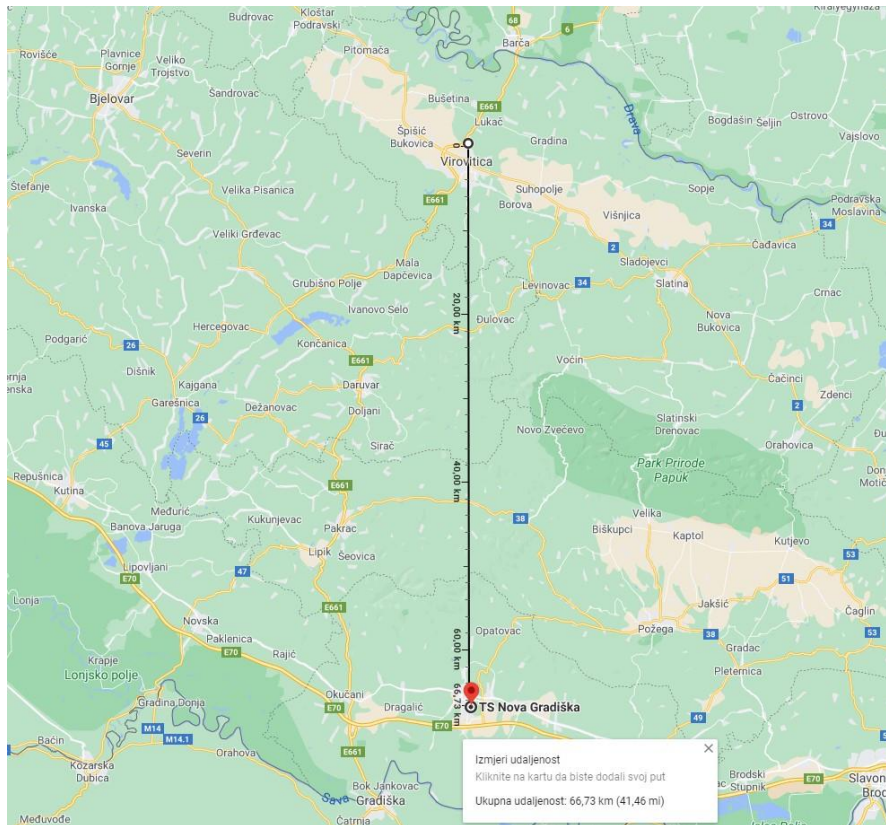 Királyegyháza
Budrovac
Kloštar
Podravski
68
6
Barča
Rovišće
Plavnice
Gornje
Veliko
Trojstvo
Pitomača
Bjelovar
Šandrovac
Bušetina
E661
Lukač
Drava
Bogdašin
Šeljin
Ostrovo
Vajslovo
Špišić
Bukovica
Gradina
0
Virovitica
Severin
Štefanje
Velika Pisanica
E661
Suhopolje
Sopje
Podravska
Moslavina
Ivanska
Borova
Višnjica
34
Veliki Grđevac
2
Čađavica
Mala
Dapčevica
Sladojevci
Grubišno Polje
Levinovac
34
Slatina
Crnac
20,00 km
Ivanovo Selo
Đulovac
Nova
Bukovica
Hercegovac
Podgarić
26
Končanica
E661
Voćin
Dišnik
Kajgana
Daruvar
Čačinci
Zdenci
Garešnica
Dežanovac
Doljani
2
26
Slatinski
Drenovac
Novo Zvečevo
45
Sirač
Orahovica
Park Prirode
Papuk
Repušnica
40,00 km
E661
Kutina
Međurić
Velika
38
Banova Jaruga
Kukunjevac
Pakrac
Biškupci
Kaptol
Kutjevo
Lipik
Šeovica
53
Lipovljani
47
51
E70
Lonja
Jakšić
E661
Čaglin
Novska
Opatovac
Požega
38
53
Paklenica
60,00 km
Gradac
Krapje
E70
Rajić
Pleternica
Lonjsko polje
Okučani
66,73 km
Gradina Donja
E70
Dragalić
TS Nova Gradiška
49
M14
E70
Baćin
M14.1
Orahova
Izmjeri udaljenost
Kozarska
Dubica
Kliknite na kartu da biste dodali svoj put
Brodski
Stupnik
E70
Slavon
Brod
Bok Jankovac
Ukupna udaljenost: 66,73 km (41,46 mi)
Sava
Gradiška
Međuvođe
Čatrnja